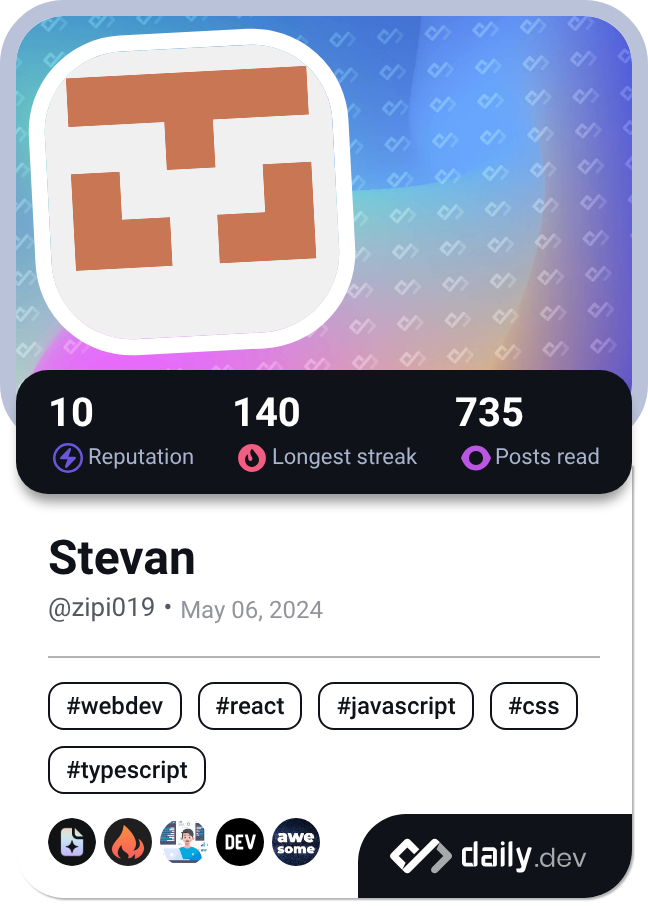 10 140 735
Reputation Longest streak Posts read
Stevan
@zipi019 • May 06, 2024
#webdev #react #javascript #css
#typescript
DEV awe some
daily.dev